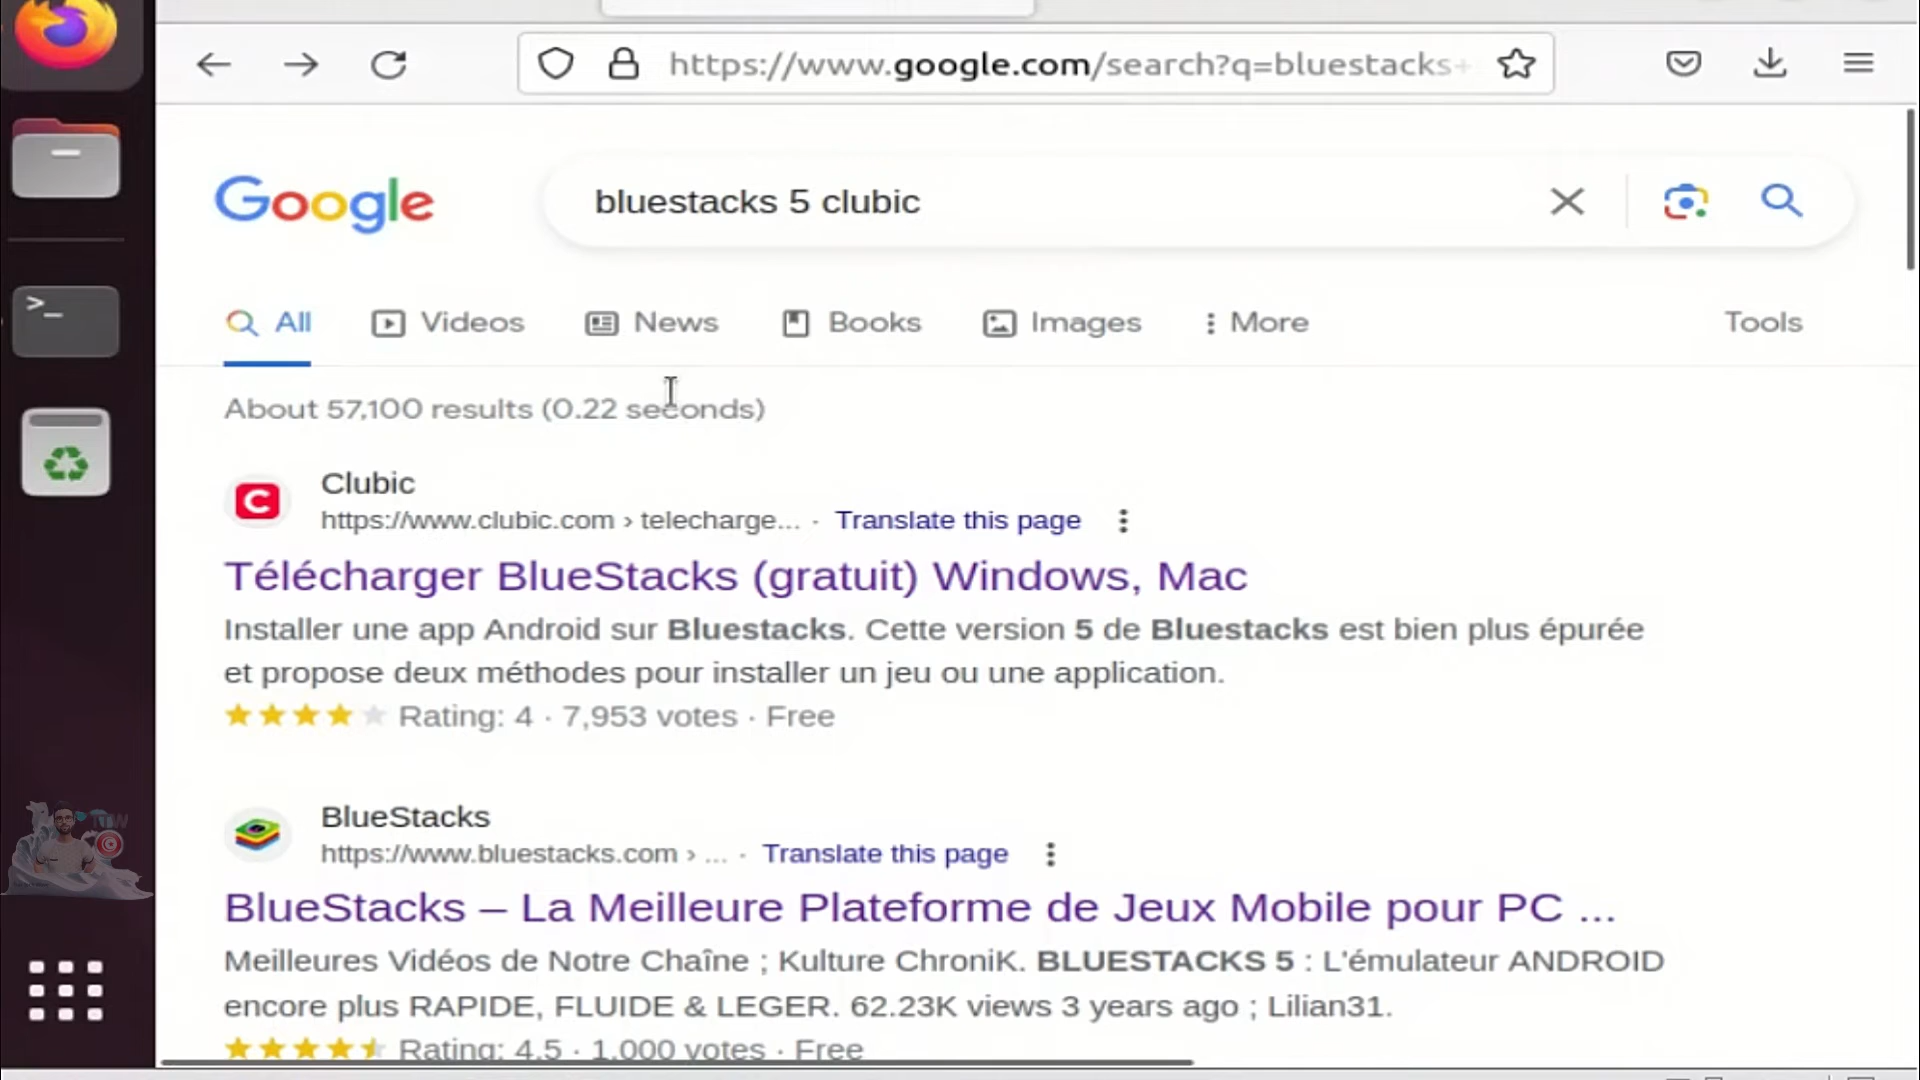 https://www.google.com/search?q=bluestacks+
Google
bluestacks 5 clubic
All
Videos
News
Books
Images
More
Tools
About 57,100 results (0.22 seconds)
Clubic
https://www.clubic.com › telecharge... · Translate this page
Télécharger BlueStacks (gratuit) Windows, Mac
Installer une app Android sur Bluestacks. Cette version 5 de Bluestacks est bien plus épurée
et propose deux méthodes pour installer un jeu ou une application.
Rating: 4 · 7,953 votes · Free
BlueStacks
https://www.bluestacks.com › ... · Translate this page
BlueStacks – La Meilleure Plateforme de Jeux Mobile pour PC ...
Meilleures Vidéos de Notre Chaîne ; Kulture ChroniK. BLUESTACKS 5 : L'émulateur ANDROID
encore plus RAPIDE, FLUIDE & LEGER. 62.23K views 3 years ago ; Lilian31.
Rating: 4.5 · 1,000 votes · Free